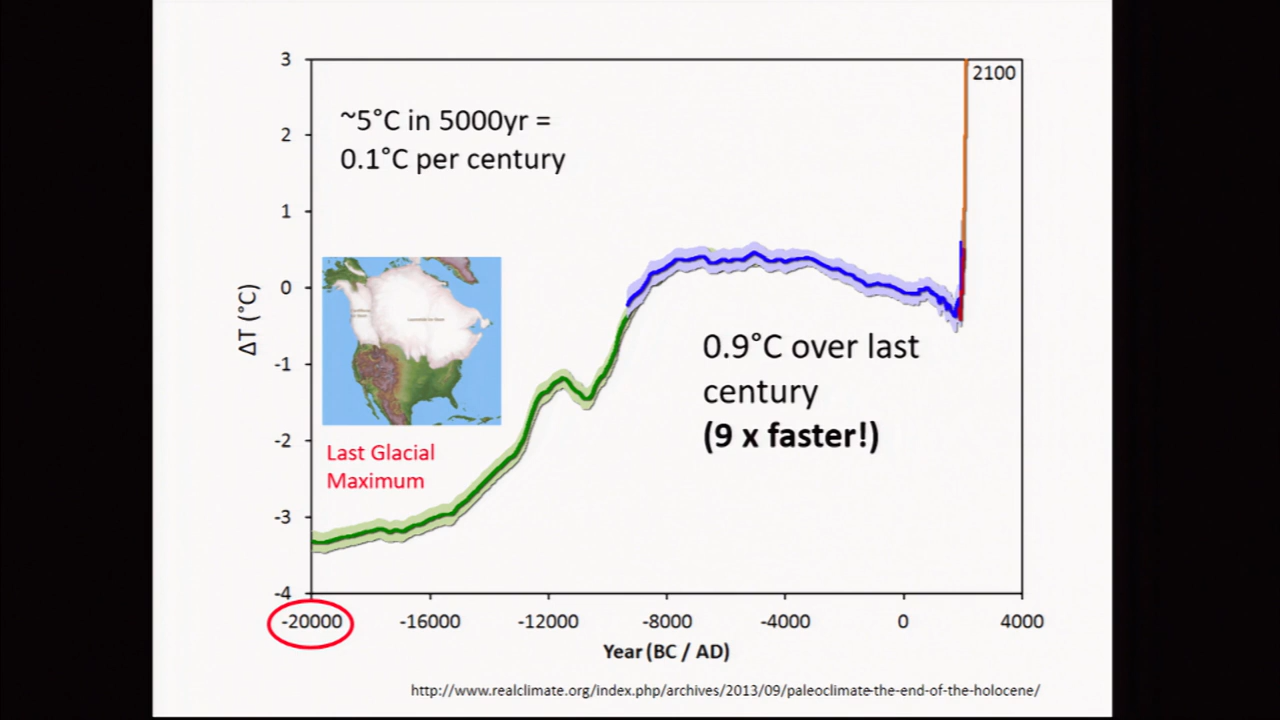 3
2100
~5°C in 5000yr =
0.1°C per century
2
1
0
ΔT (°C)
-1
0.9°C over last
century
(9 x faster!)
-2
Last Glacial
Maximum
-3
-4
-20000
-16000
-12000
-8000
-4000
0
4000
Year (BC / AD)
http://www.realclimate.org/index.php/archives/2013/09/paleoclimate-the-end-of-the-holocene/